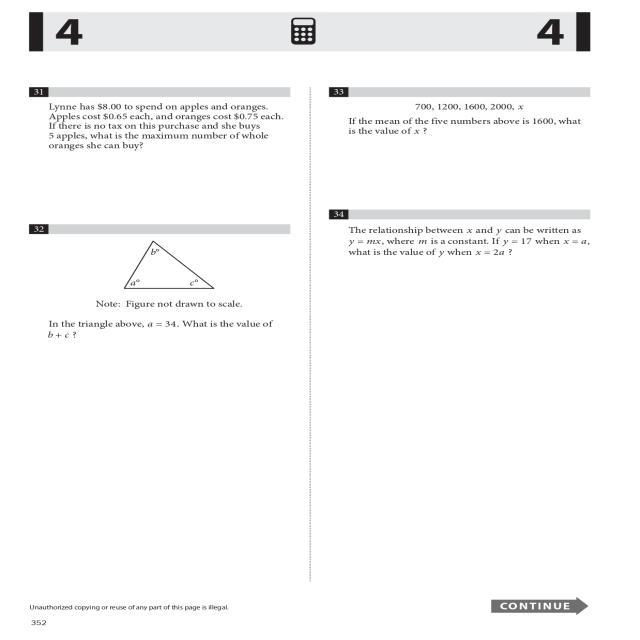 4
4
31
Lynne has $8.00 to spend on apples and oranges.
Apples cost $0.65 each, and oranges cost $0.75 each.
If there is no tax on this purchase and she buys
5 apples, what is the maximum number of whole
oranges she can buy?
32
b°
a°
c°
Note: Figure not drawn to scale.
In the triangle above, a = 34. What is the value of
b + c ?
33
700, 1200, 1600, 2000, x
If the mean of the five numbers above is 1600, what
is the value of x ?
34
The relationship between x and y can be written as
y = mx, where m is a constant. If y = 17 when x = a,
what is the value of y when x = 2a ?
Unauthorized copying or reuse of any part of this page is illegal.
CONTINUE
352